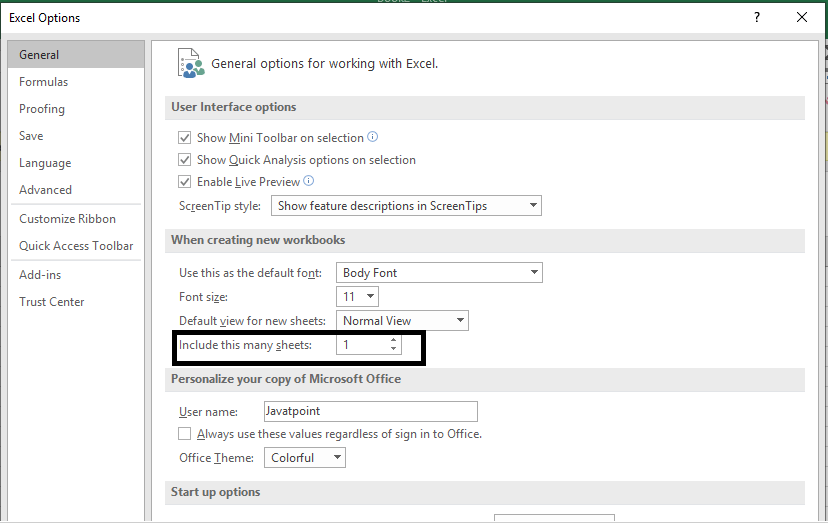 Excel Options
General
Formulas
Proofing
Save
Language
Advanced
Customize Ribbon
Quick Access Toolbar
Add-ins
Trust Center
General options for working with Excel.
User Interface options
Show Mini Toolbar on selection
Show Quick Analysis options on selection
Enable Live Preview
ScreenTip style: Show feature descriptions in ScreenTips
When creating new workbooks
Use this as the default font: Body Font
Font size: 11
Default view for new sheets: Normal View
Include this many sheets: 1
Personalize your copy of Microsoft Office
User name: Javatpoint
Always use these values regardless of sign in to Office.
Office Theme: Colorful
Start up options